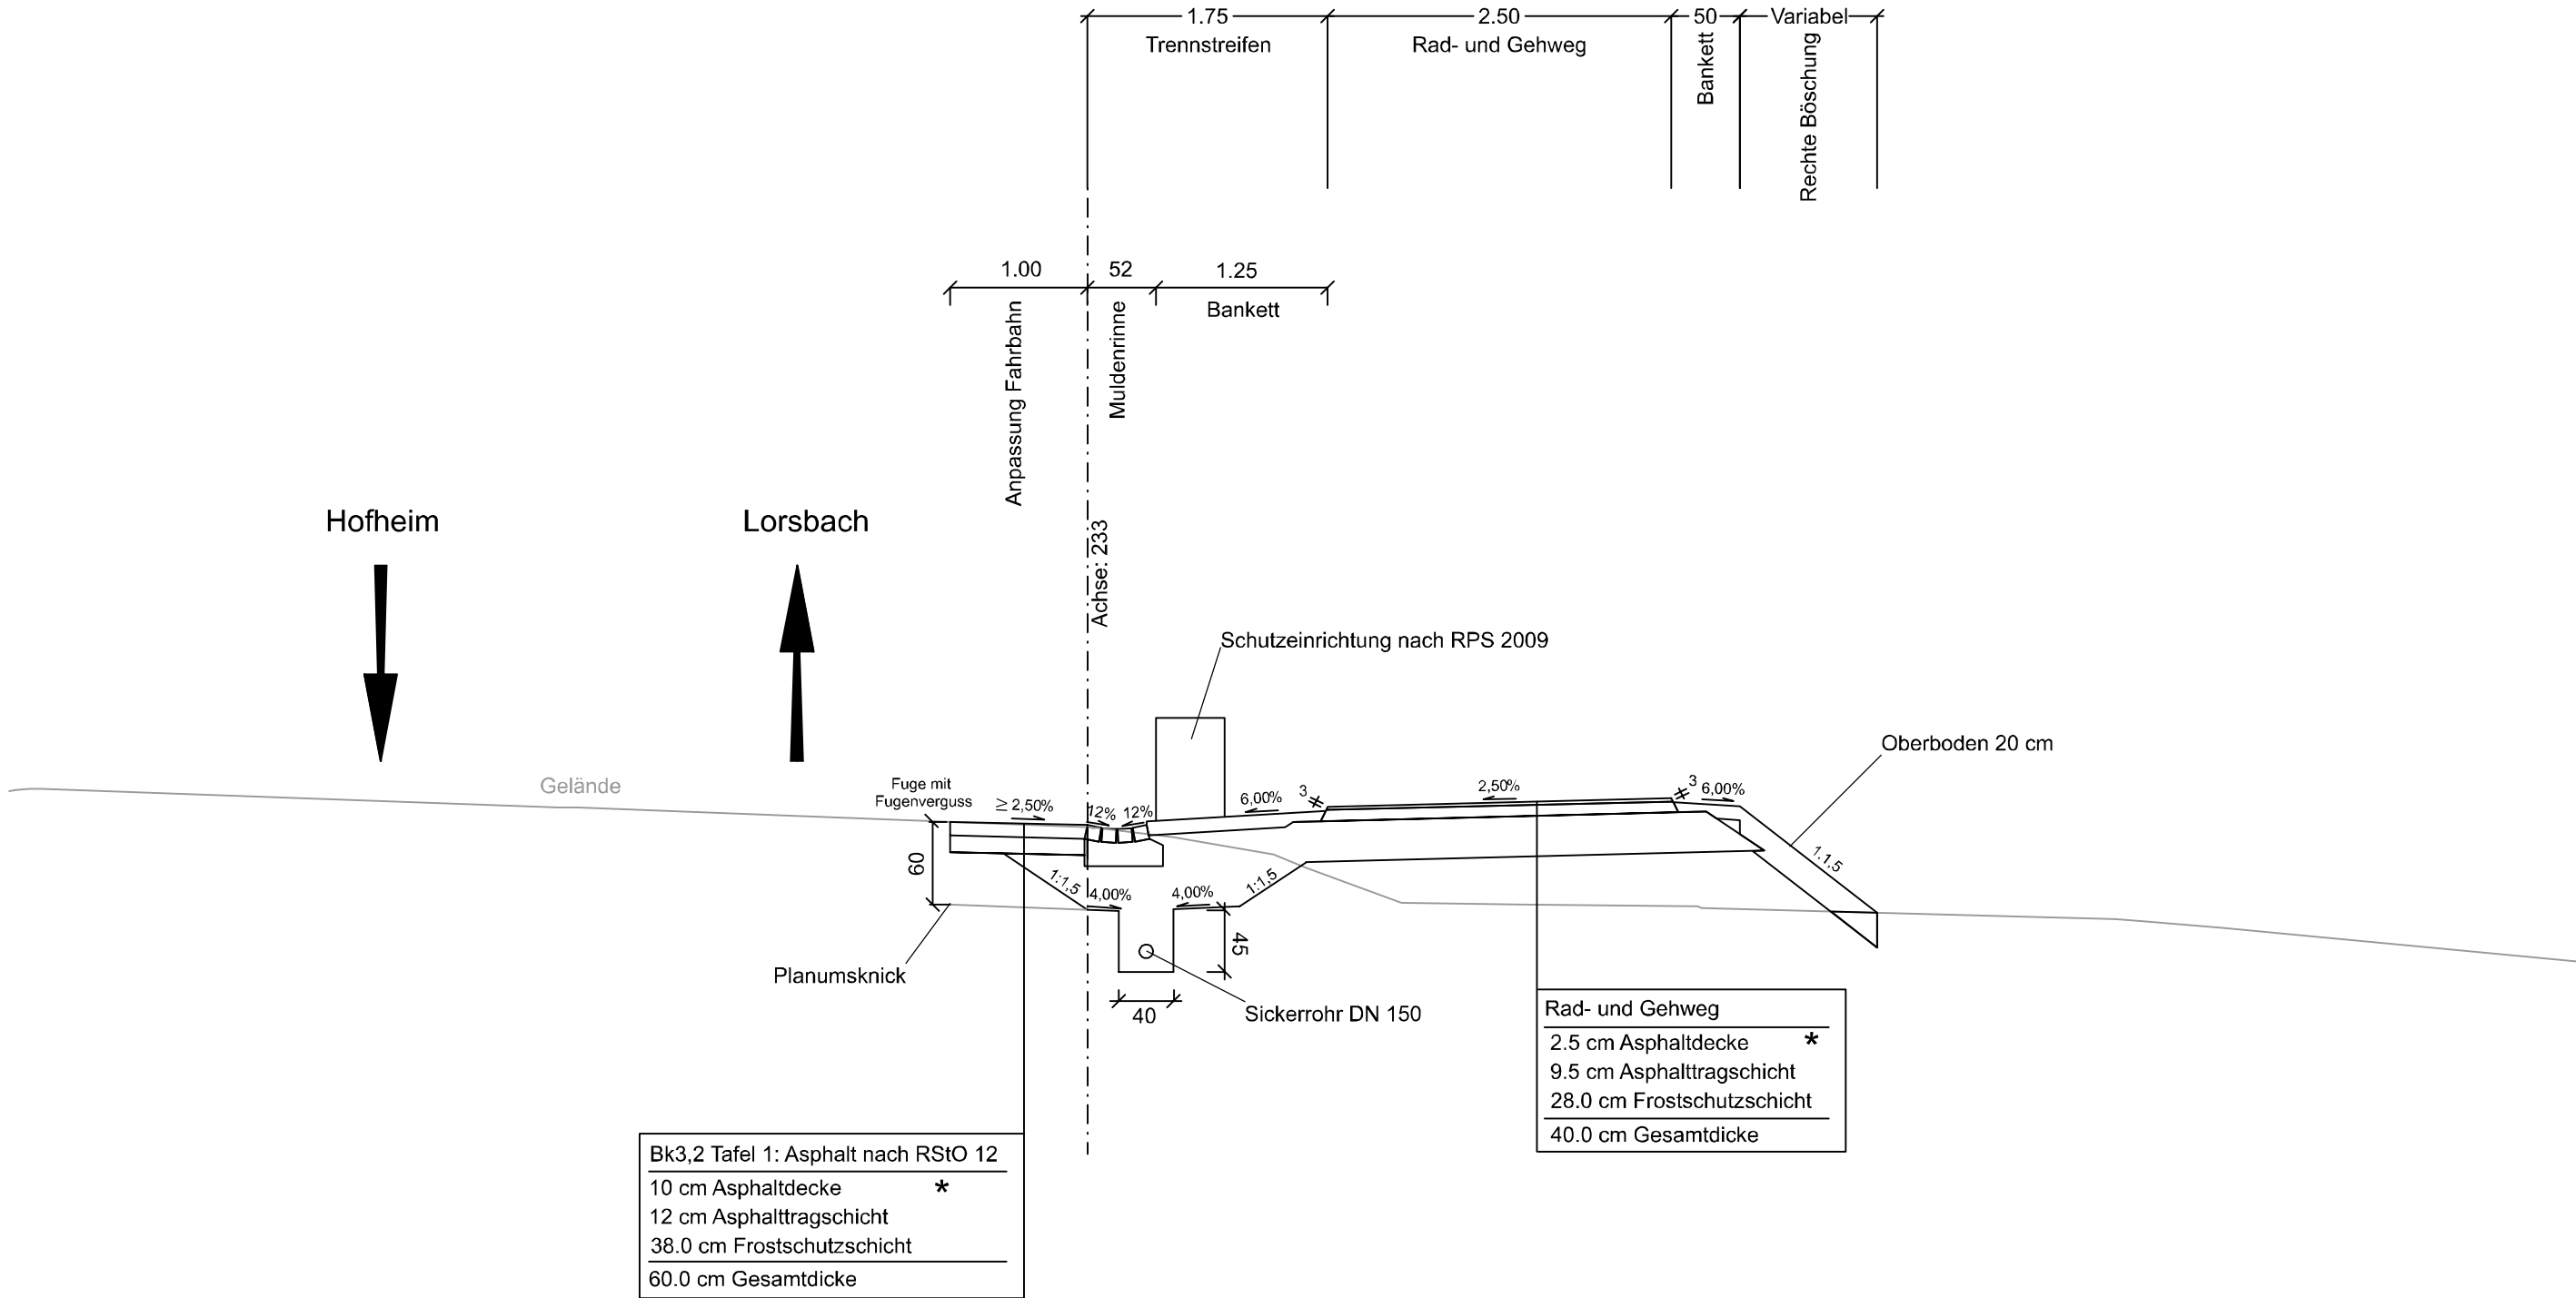 1.75
2.50
50
Variabel
Trennstreifen
Rad- und Gehweg
Bankett
Rechte Böschung
1.00
52
1.25
Anpassung Fahrbahn
Muldenrinne
Bankett
Hofheim
Lorsbach
Achse: 233
Schutzeinrichtung nach RPS 2009
Oberboden 20 cm
Gelände
Fuge mit
Fugenverguss
≥ 2,50%
12%
12%
6,00%
3
2,50%
3
6,00%
1:1,5
60
1:1,5
4,00%
4,00%
1:1,5
45
Planumsknick
40
Sickerrohr DN 150
Rad- und Gehweg
2.5 cm Asphaltdecke *
9.5 cm Asphalttragschicht
28.0 cm Frostschutzschicht
40.0 cm Gesamtdicke
Bk3,2 Tafel 1: Asphalt nach RStO 12
10 cm Asphaltdecke *
12 cm Asphalttragschicht
38.0 cm Frostschutzschicht
60.0 cm Gesamtdicke